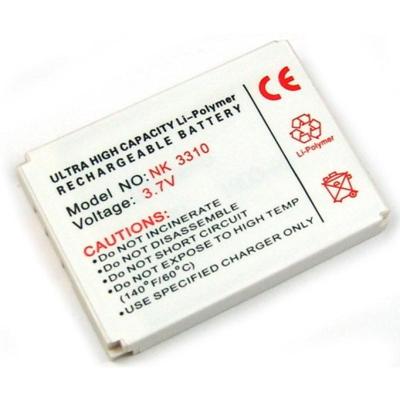 ULTRA HIGH CAPACITY Li-Polymer
RECHARGEABLE BATTERY
Model NO: NK 3310
Voltage: 3.7V
CAUTIONS:
•DO NOT INCINERATE
•DO NOT DISASSEMBLE
•DO NOT SHORT CIRCUIT
•DO NOT EXPOSURE TO HIGH TEMP
(140°F/60°C)
•USE SPECIFIED CHARGER ONLY
CE
Li-Polymer